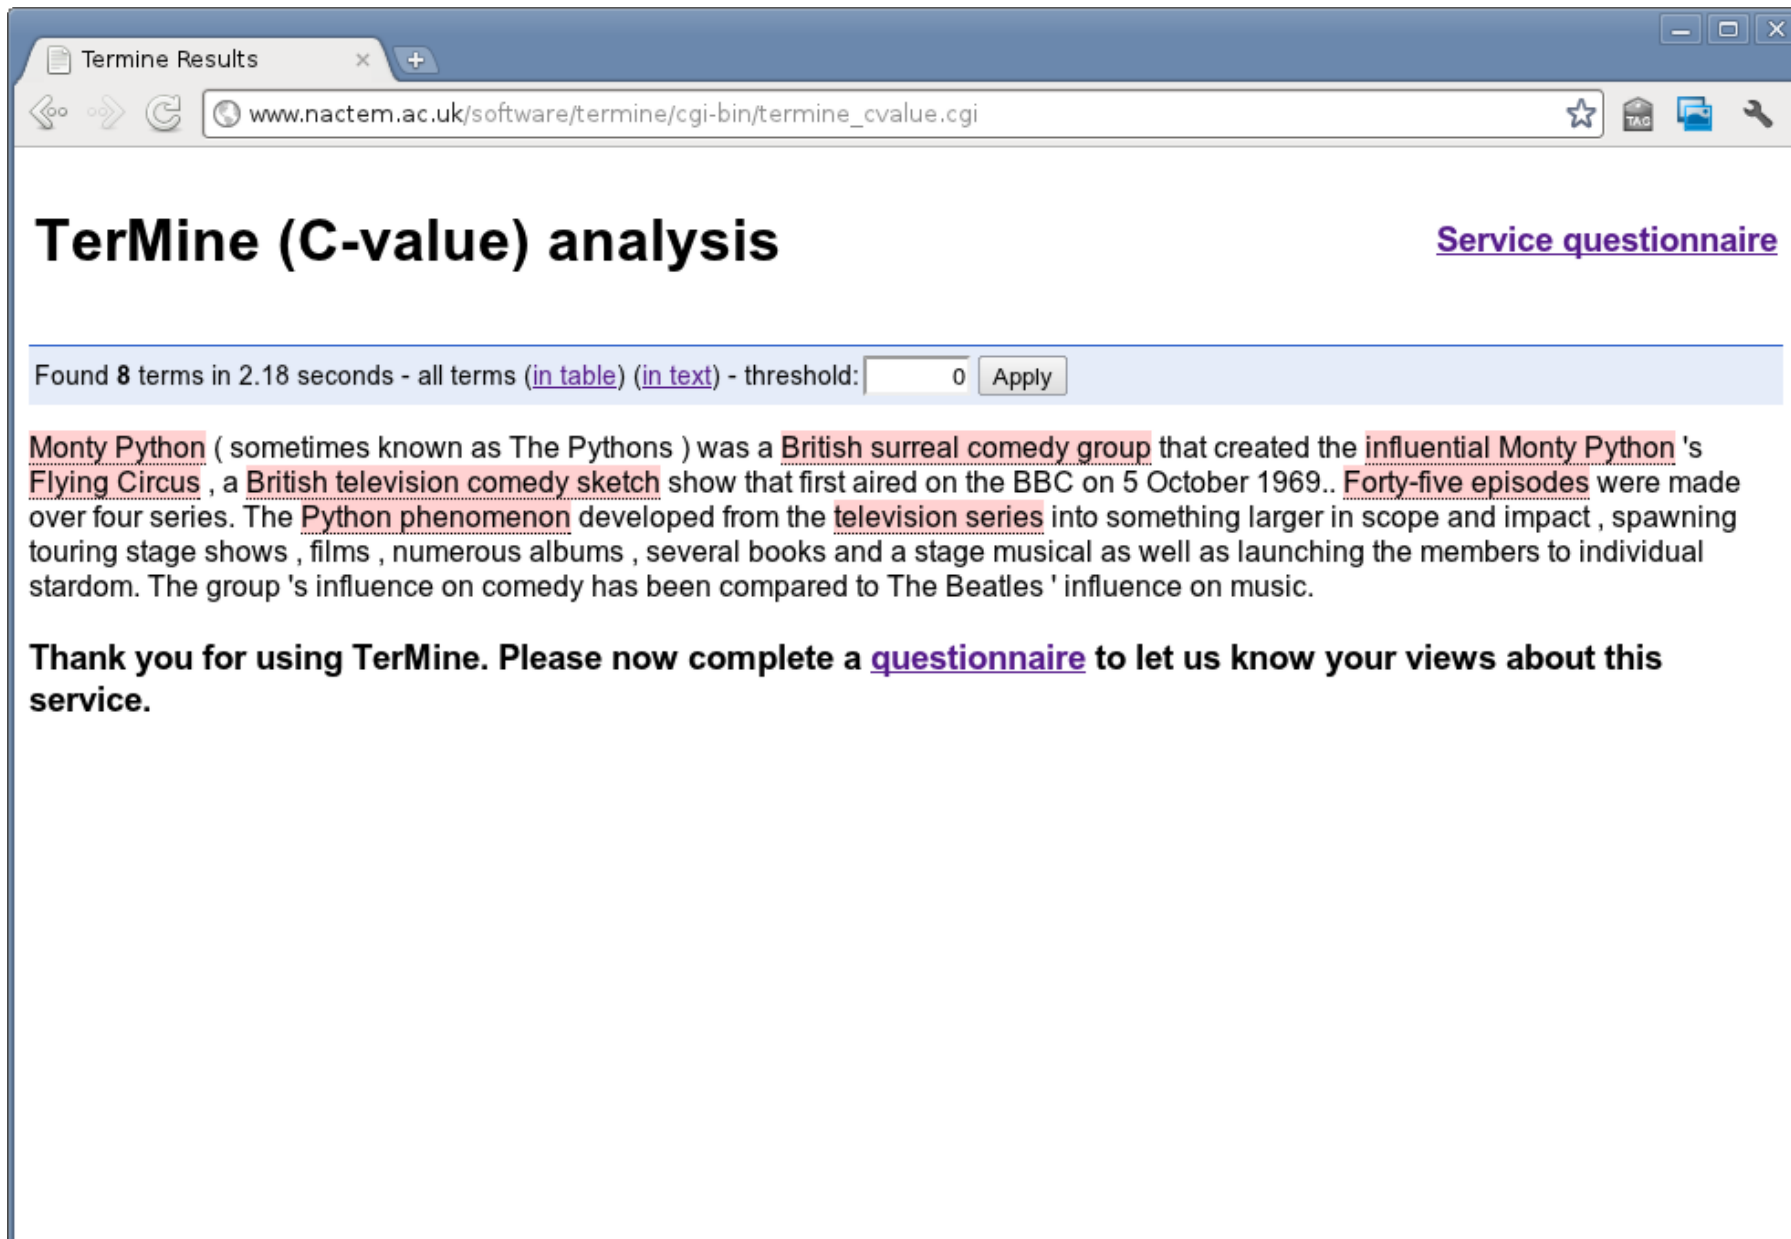 Termine Results
www.nactem.ac.uk/software/termine/cgi-bin/termine_cvalue.cgi
TAG
TerMine (C-value) analysis
Service questionnaire
Found 8 terms in 2.18 seconds - all terms (in table) (in text) - threshold: 0 Apply
Monty Python ( sometimes known as The Pythons ) was a British surreal comedy group that created the influential Monty Python 's
Flying Circus , a British television comedy sketch show that first aired on the BBC on 5 October 1969.. Forty-five episodes were made
over four series. The Python phenomenon developed from the television series into something larger in scope and impact , spawning
touring stage shows , films , numerous albums , several books and a stage musical as well as launching the members to individual
stardom. The group 's influence on comedy has been compared to The Beatles ' influence on music.
Thank you for using TerMine. Please now complete a questionnaire to let us know your views about this
service.